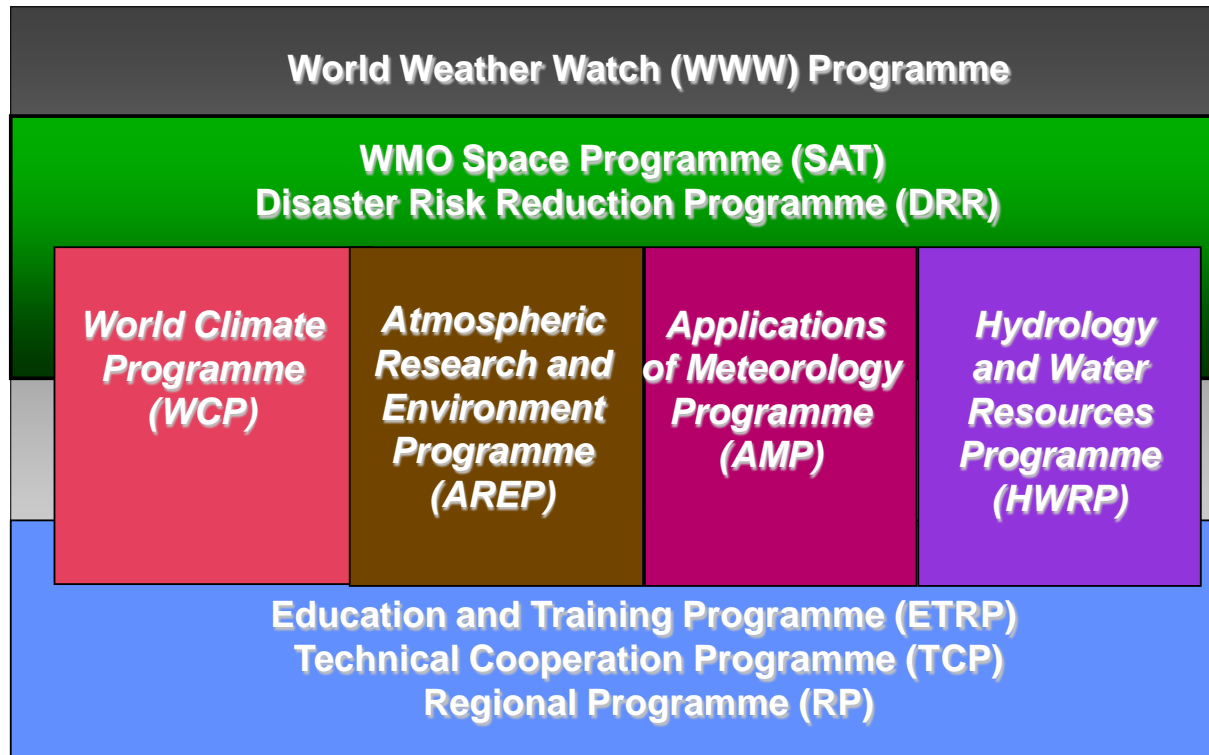 World Weather Watch (WWW) Programme
WMO Space Programme (SAT)
Disaster Risk Reduction Programme (DRR)
World Climate
Programme
(WCP)
Atmospheric
Research and
Environment
Programme
(AREP)
Applications
of Meteorology
Programme
(AMP)
Hydrology
and Water
Resources
Programme
(HWRP)
Education and Training Programme (ETRP)
Technical Cooperation Programme (TCP)
Regional Programme (RP)